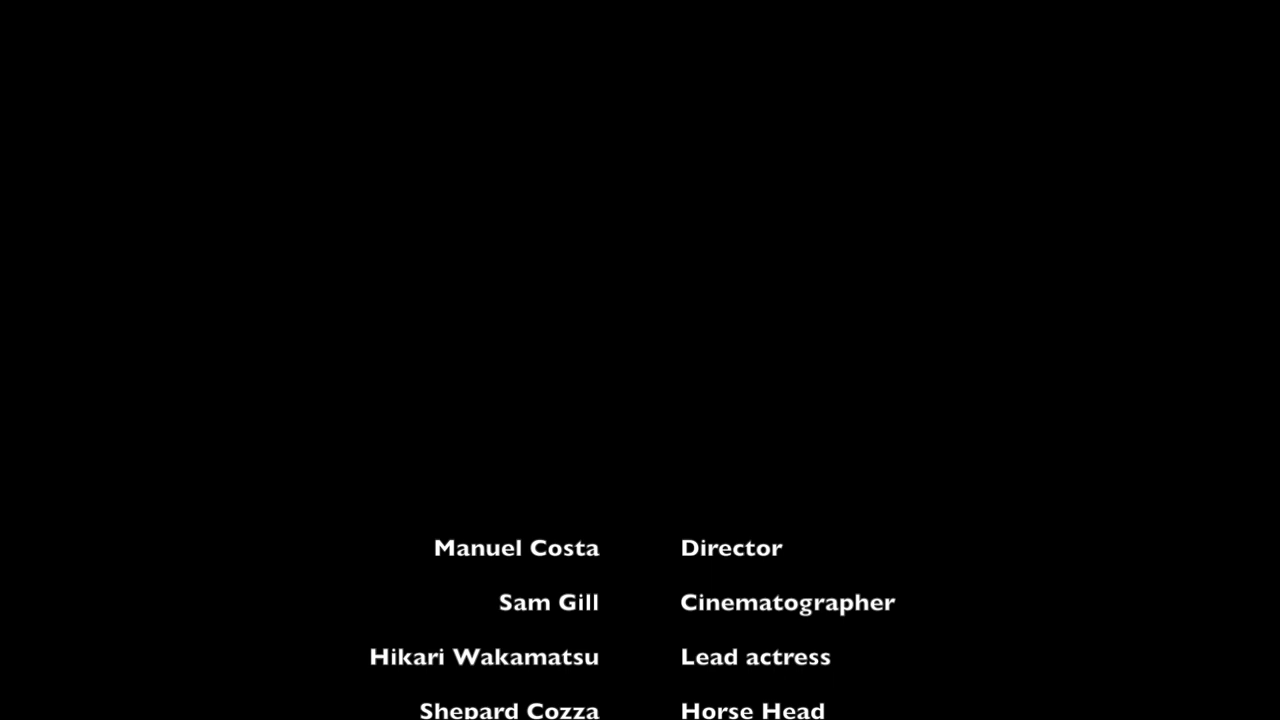 Manuel Costa Director
Sam Gill Cinematographer
Hikari Wakamatsu Lead actress
Shepard Cozza Horse Head